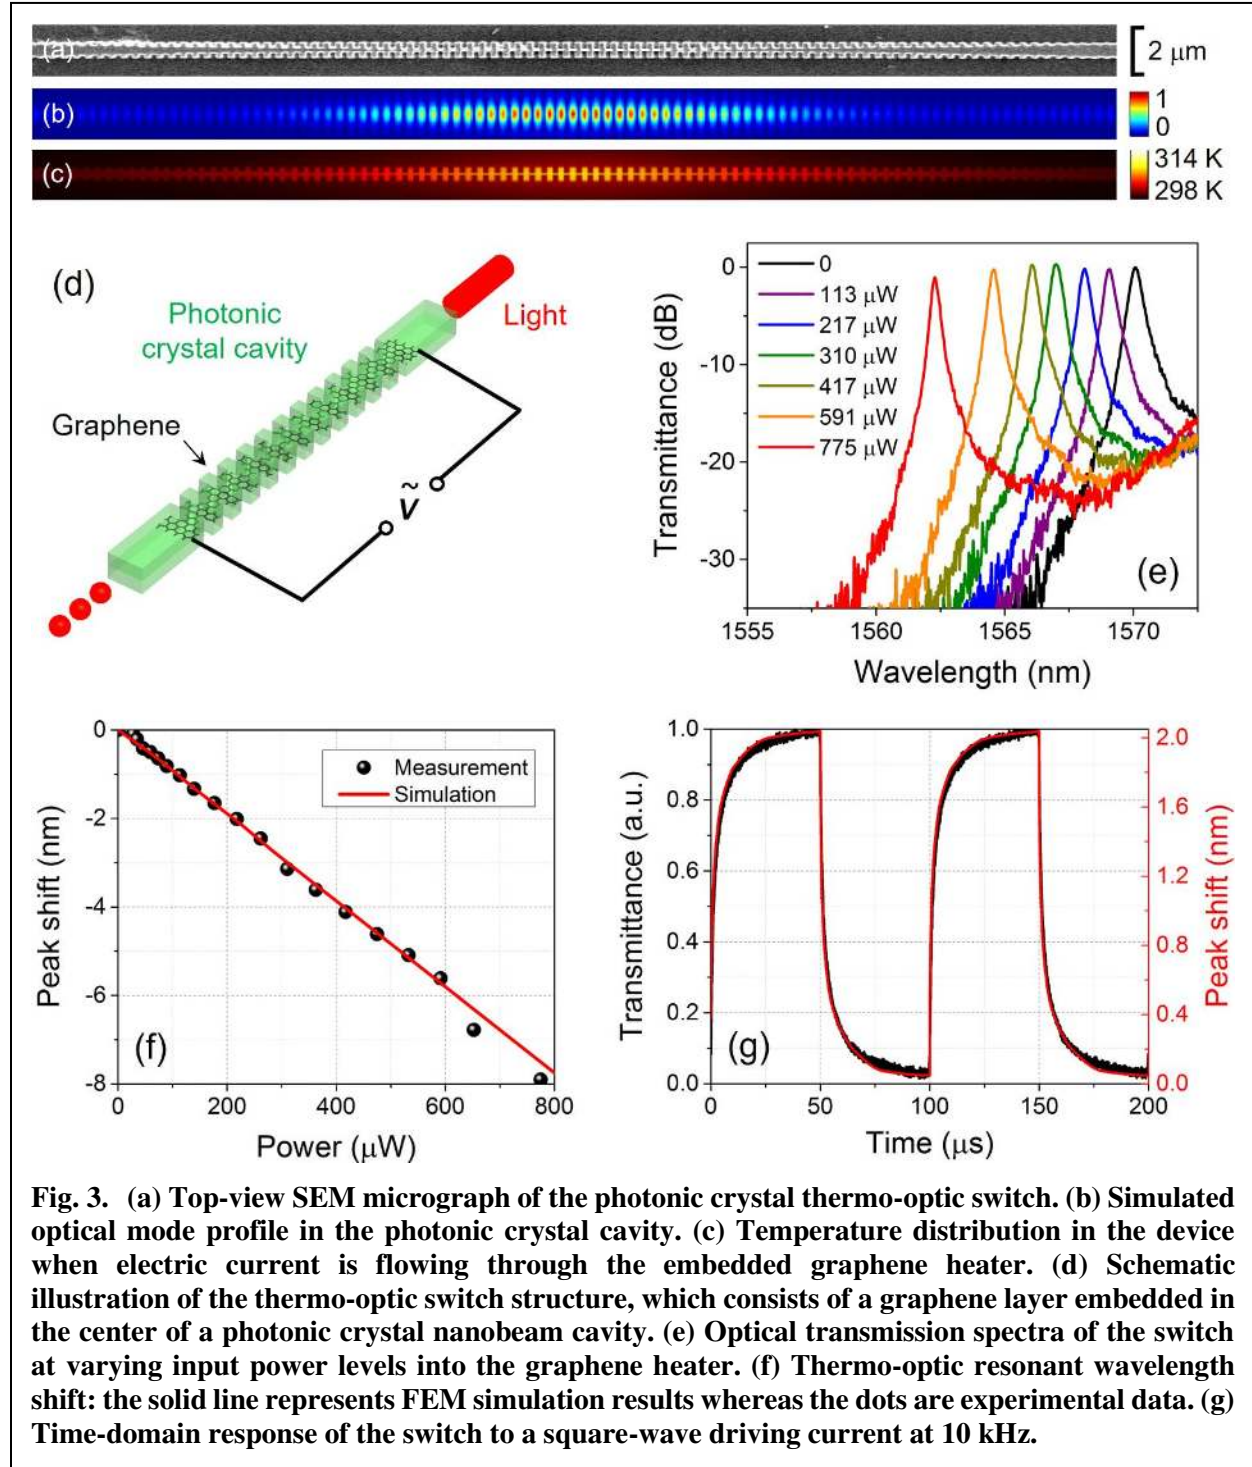 (a)
2 μm
(b)
1
0
(c)
314 K
298 K
(d)
Photonic
crystal cavity
Light
Graphene
ṽ
0
113 μW
217 μW
310 μW
417 μW
591 μW
775 μW
0
-10
-20
-30
Transmittance (dB)
(e)
1555
1560
1565
1570
Wavelength (nm)
0
-2
-4
-6
-8
Peak shift (nm)
Measurement
Simulation
(f)
0
200
400
600
800
Power (μW)
1.0
0.8
0.6
0.4
0.2
0.0
Transmittance (a.u.)
(g)
2.0
1.6
1.2
0.8
0.4
0.0
Peak shift (nm)
0
50
100
150
200
Time (μs)
Fig. 3. (a) Top-view SEM micrograph of the photonic crystal thermo-optic switch. (b) Simulated
optical mode profile in the photonic crystal cavity. (c) Temperature distribution in the device
when electric current is flowing through the embedded graphene heater. (d) Schematic
illustration of the thermo-optic switch structure, which consists of a graphene layer embedded in
the center of a photonic crystal nanobeam cavity. (e) Optical transmission spectra of the switch
at varying input power levels into the graphene heater. (f) Thermo-optic resonant wavelength
shift: the solid line represents FEM simulation results whereas the dots are experimental data. (g)
Time-domain response of the switch to a square-wave driving current at 10 kHz.